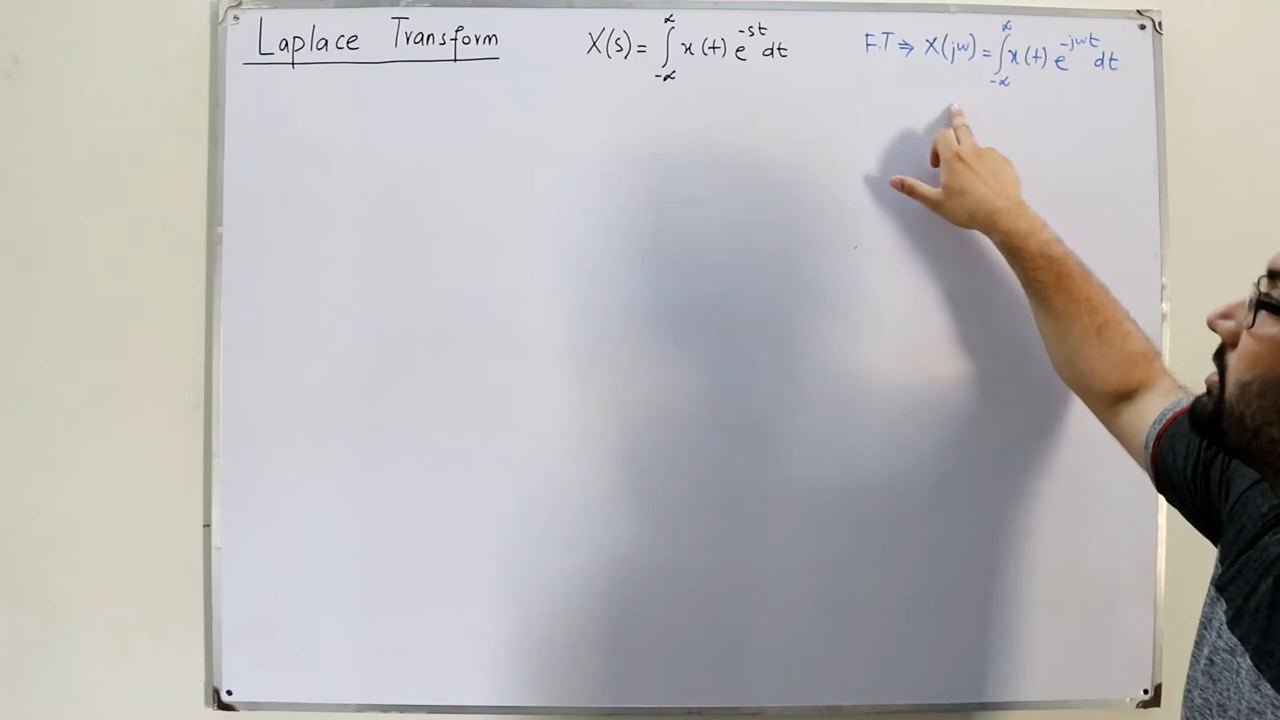 Laplace Transform
X(s) = ∫_{-∞}^{∞} x(t) e^{-st} dt
F.T ⇒ X(jω) = ∫_{-∞}^{∞} x(t) e^{-jωt} dt